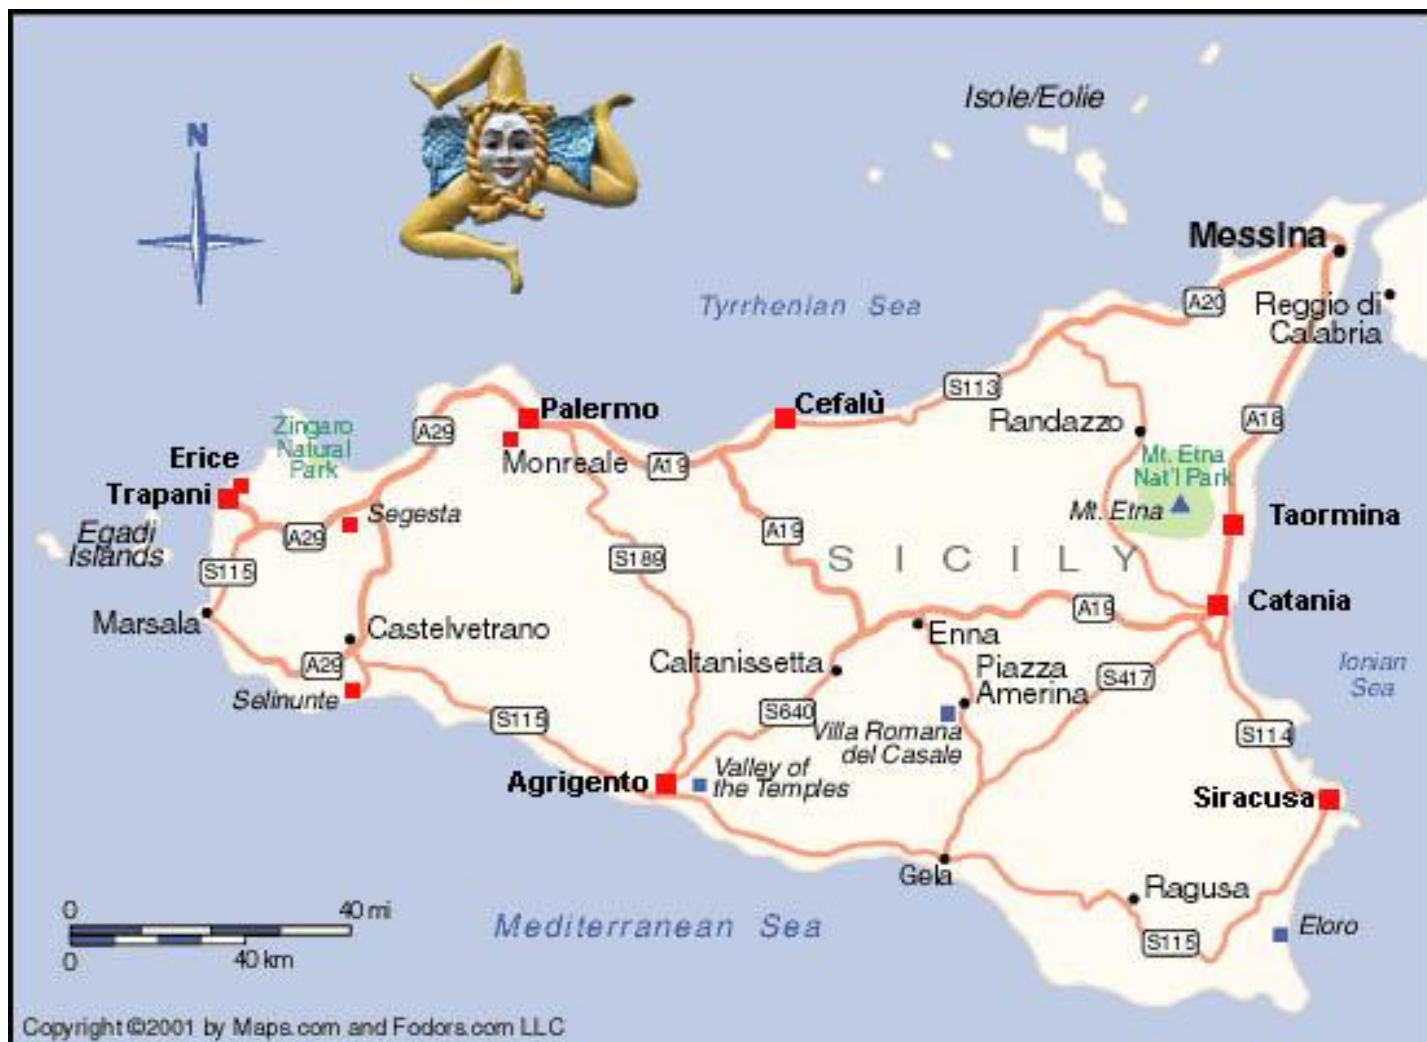 N
Isole/Eolie
Messina
Tyrrhenian Sea
A20
Reggio di
Calabria
S113
Palermo
Cefalù
Zingaro
Natural
Park
A29
Randazzo
A18
Erice
Monreale
A19
Mt. Etna
Nat'l Park
Trapani
Segesta
Mt. Etna
Taormina
Egadi
Islands
A29
A19
S115
S189
SICILY
Marsala
Castelvetrano
Enna
A19
Catania
A29
Caltanissetta
Piazza
Amerina
S417
Ionian
Sea
Selinunte
S115
S640
Villa Romana
del Casale
S114
Agrigento
Valley of
the Temples
Siracusa
Gela
Ragusa
0 40 mi
0 40 km
Mediterranean Sea
S115
Eloro
Copyright ©2001 by Maps.com and Fodors.com LLC